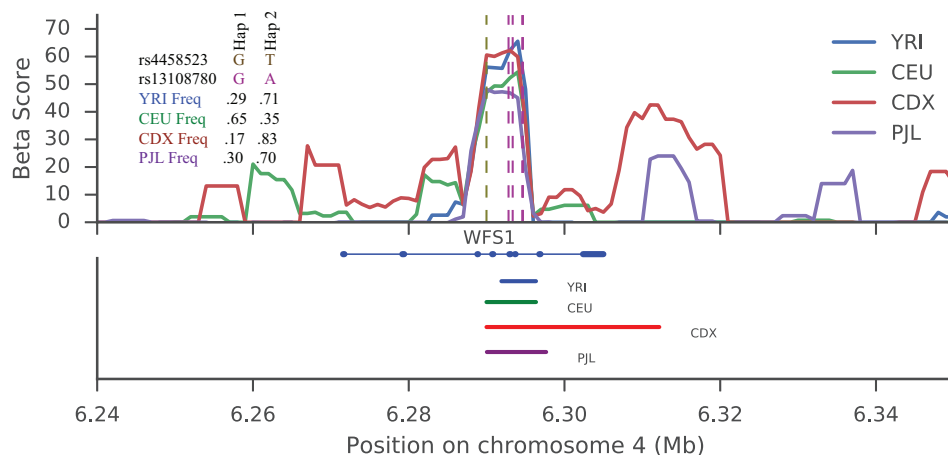 70
60
50
40
30
20
10
0
Beta Score
Hap 1 Hap 2
rs4458523 G T
rs13108780 G A
YRI Freq .29 .71
CEU Freq .65 .35
CDX Freq .17 .83
PJL Freq .30 .70
YRI
CEU
CDX
PJL
WFS1
YRI
CEU
CDX
PJL
6.24 6.26 6.28 6.30 6.32 6.34
Position on chromosome 4 (Mb)